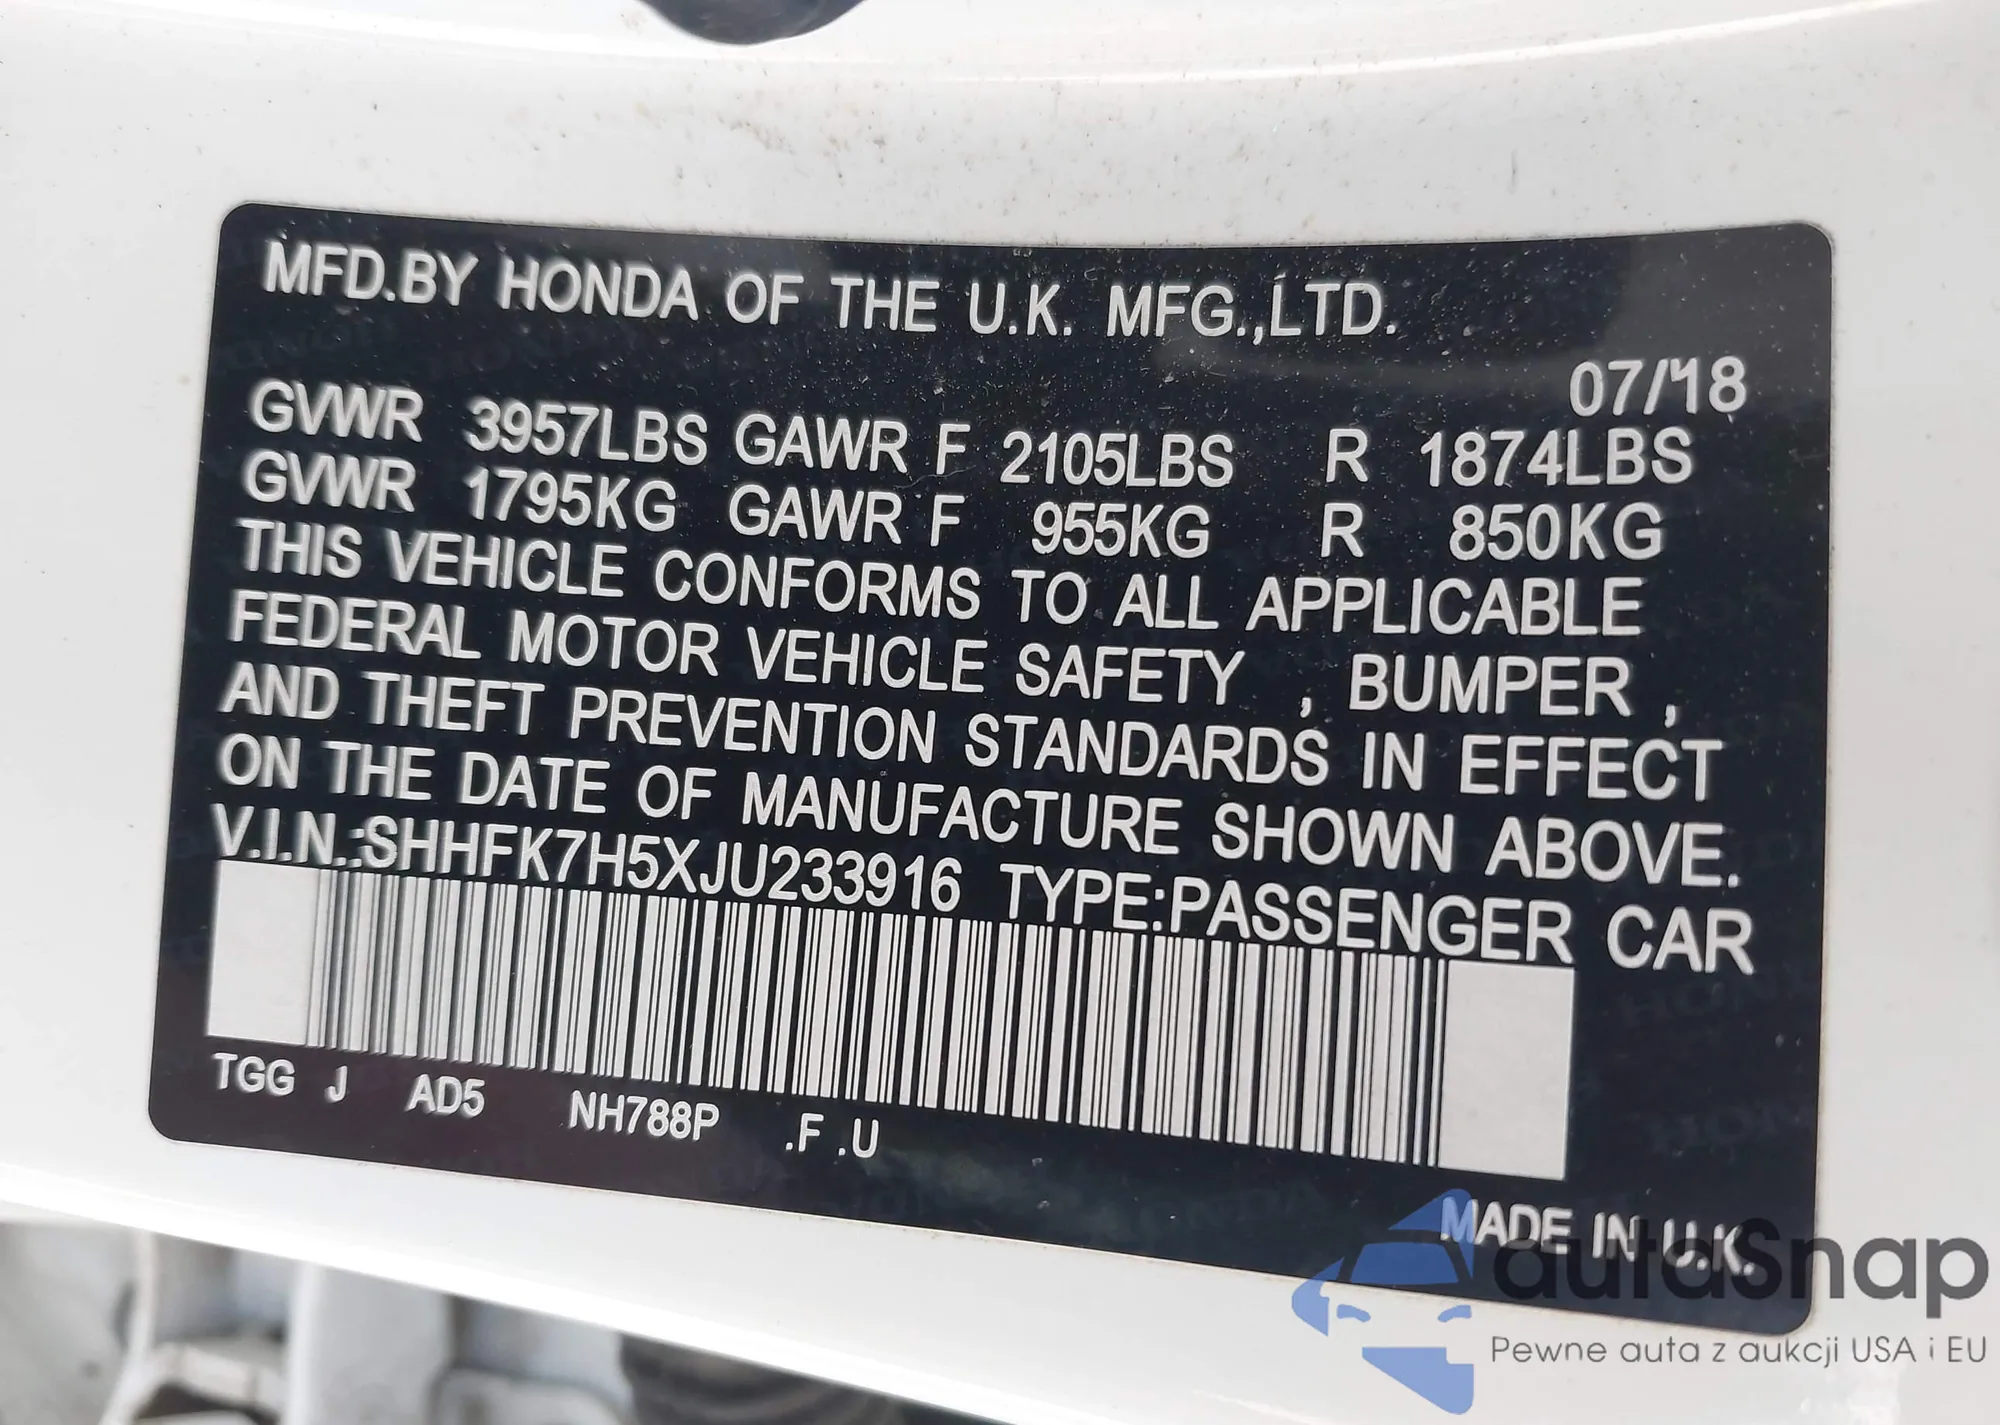 MFD.BY HONDA OF THE U.K. MFG.,LTD.
07/'18
GVWR 3957LBS GAWR F 2105LBS R 1874LBS
GVWR 1795KG GAWR F 955KG R 850KG
THIS VEHICLE CONFORMS TO ALL APPLICABLE
FEDERAL MOTOR VEHICLE SAFETY , BUMPER ,
AND THEFT PREVENTION STANDARDS IN EFFECT
ON THE DATE OF MANUFACTURE SHOWN ABOVE.
V.I.N.:SHHFK7H5XJU233916 TYPE:PASSENGER CAR
TGG J AD5 NH788P .F .U
MADE IN U.K.
autaSnap
Pewne auta z aukcji USA i EU